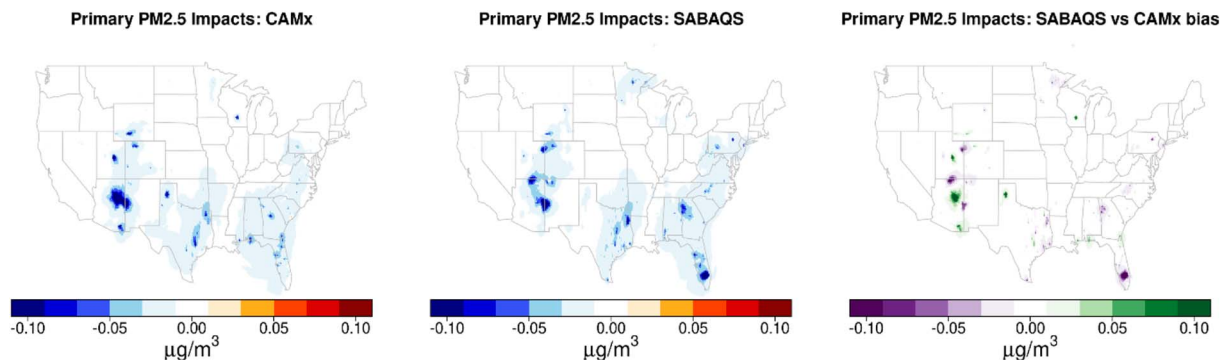 Primary PM2.5 Impacts: CAMx
Primary PM2.5 Impacts: SABAQS
Primary PM2.5 Impacts: SABAQS vs CAMx bias
-0.10 -0.05 0.00 0.05 0.10
μg/m³
-0.10 -0.05 0.00 0.05 0.10
μg/m³
-0.10 -0.05 0.00 0.05 0.10
μg/m³